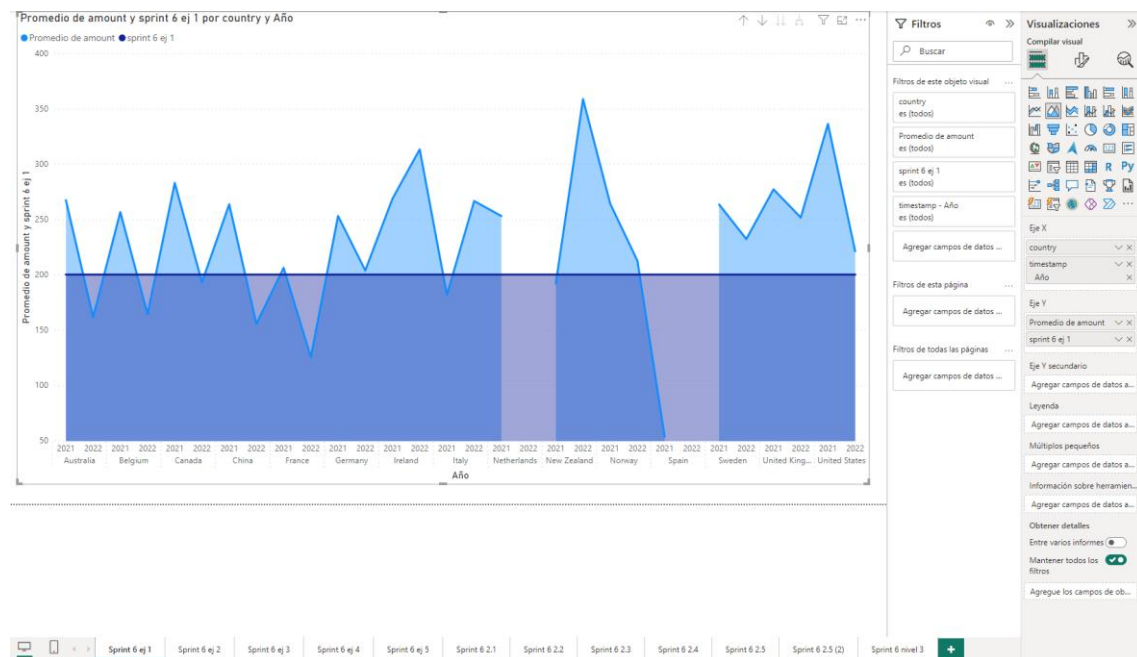 Promedio de amount y sprint 6 ej 1 por country y Año
Promedio de amount sprint 6 ej 1
Promedio de amount y sprint 6 ej 1
400
350
300
250
200
150
100
50
2021 2022 2021 2022 2021 2022 2021 2022 2021 2022 2021 2022 2021 2022 2021 2022 2021 2022 2021 2022 2021 2022 2021 2022 2021 2022 2021 2022 2021 2022
Australia Belgium Canada China France Germany Ireland Italy Netherlands New Zealand Norway Spain Sweden United King... United States
Año
Filtros
Buscar
Filtros de este objeto visual ...
country
es (todos)
Promedio de amount
es (todos)
sprint 6 ej 1
es (todos)
timestamp - Año
es (todos)
Agregar campos de datos ...
Filtros de esta página ...
Agregar campos de datos ...
Filtros de todas las páginas ...
Agregar campos de datos ...
Visualizaciones
Compilar visual
R Py
...
Eje X
country
timestamp
Año
Eje Y
Promedio de amount
sprint 6 ej 1
Eje Y secundario
Agregar campos de datos a...
Leyenda
Agregar campos de datos a...
Múltiplos pequeños
Agregar campos de datos a...
Información sobre herramien...
Agregar campos de datos a...
Obtener detalles
Entre varios informes
Mantener todos los
filtros
Agregue los campos de ob...
Sprint 6 ej 1 Sprint 6 ej 2 Sprint 6 ej 3 Sprint 6 ej 4 Sprint 6 ej 5 Sprint 6 2.1 Sprint 6 2.2 Sprint 6 2.3 Sprint 6 2.4 Sprint 6 2.5 Sprint 6 2.5 (2) Sprint 6 nivel 3